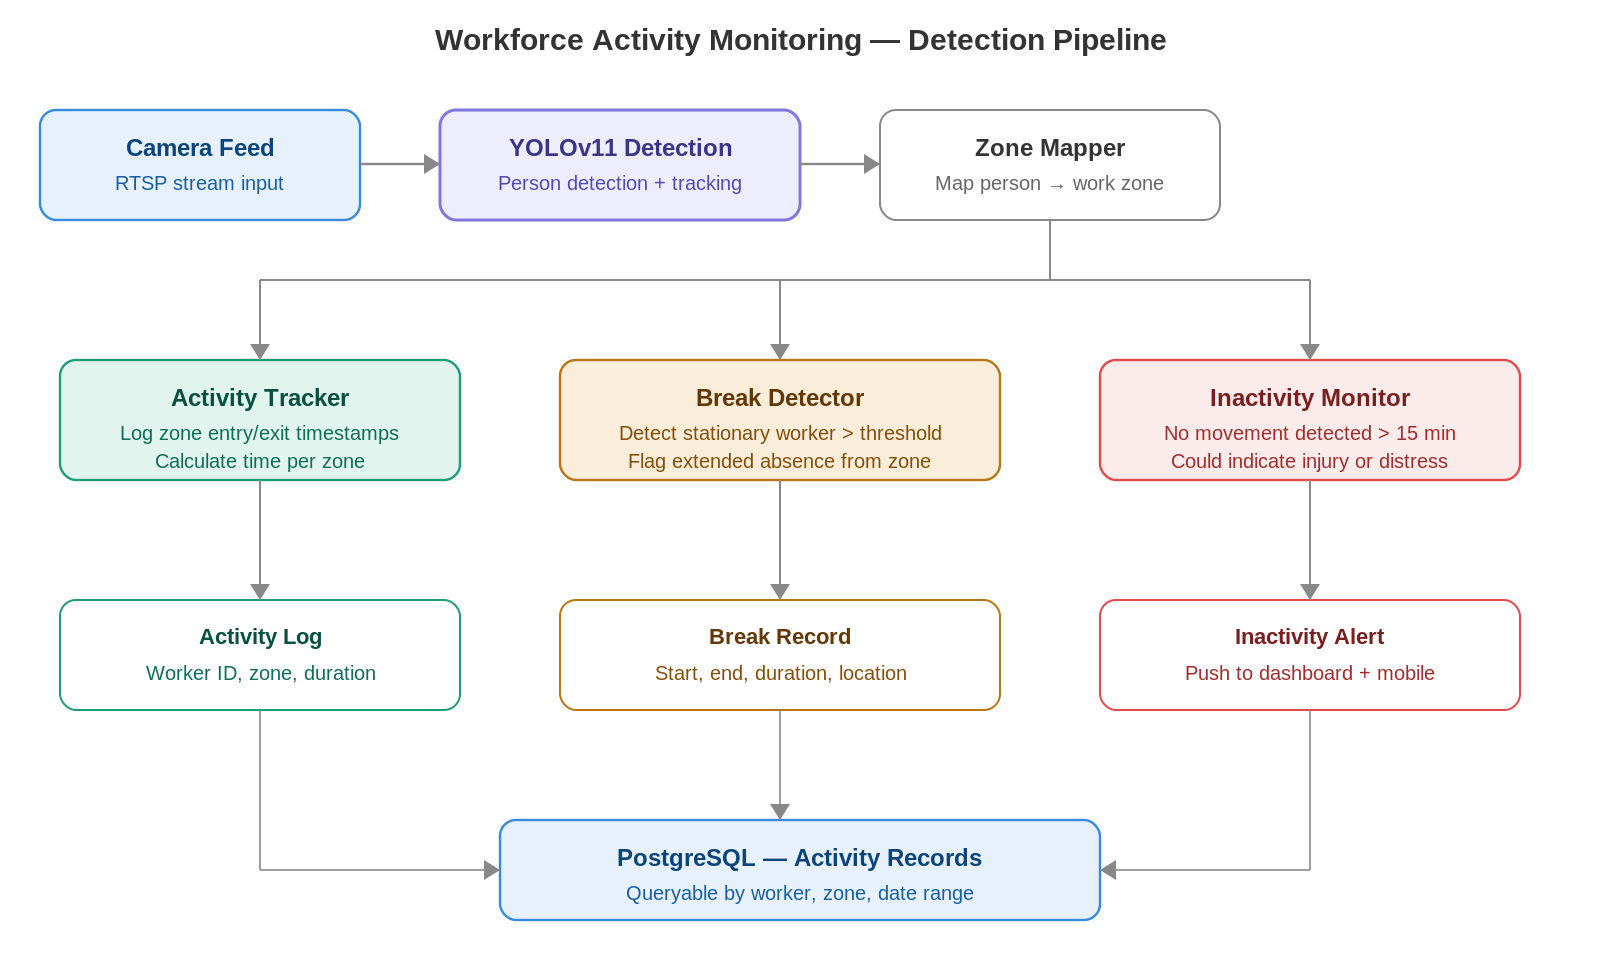 Workforce Activity Monitoring — Detection Pipeline
Camera Feed
RTSP stream input
YOLOv11 Detection
Person detection + tracking
Zone Mapper
Map person → work zone
Activity Tracker
Log zone entry/exit timestamps
Calculate time per zone
Break Detector
Detect stationary worker > threshold
Flag extended absence from zone
Inactivity Monitor
No movement detected > 15 min
Could indicate injury or distress
Activity Log
Worker ID, zone, duration
Break Record
Start, end, duration, location
Inactivity Alert
Push to dashboard + mobile
PostgreSQL — Activity Records
Queryable by worker, zone, date range